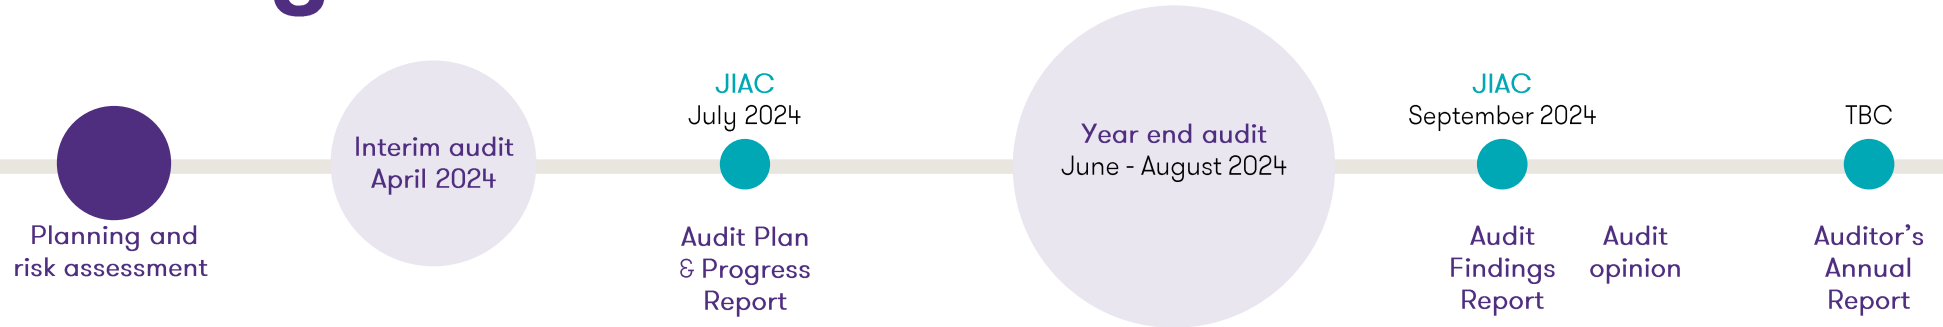 Planning and
risk assessment
Interim audit
April 2024
JIAC
July 2024
Audit Plan
& Progress
Report
Year end audit
June - August 2024
JIAC
September 2024
Audit
Findings
Report
Audit
opinion
TBC
Auditor’s
Annual
Report